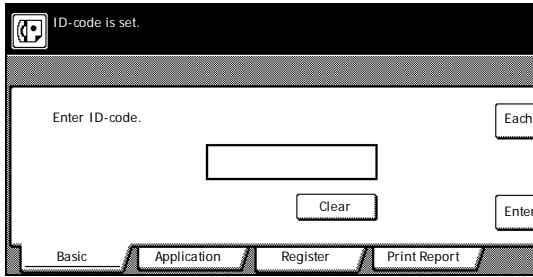 ID-code is set.
Enter ID-code.
Each
Clear
Enter
Basic
Application
Register
Print Report